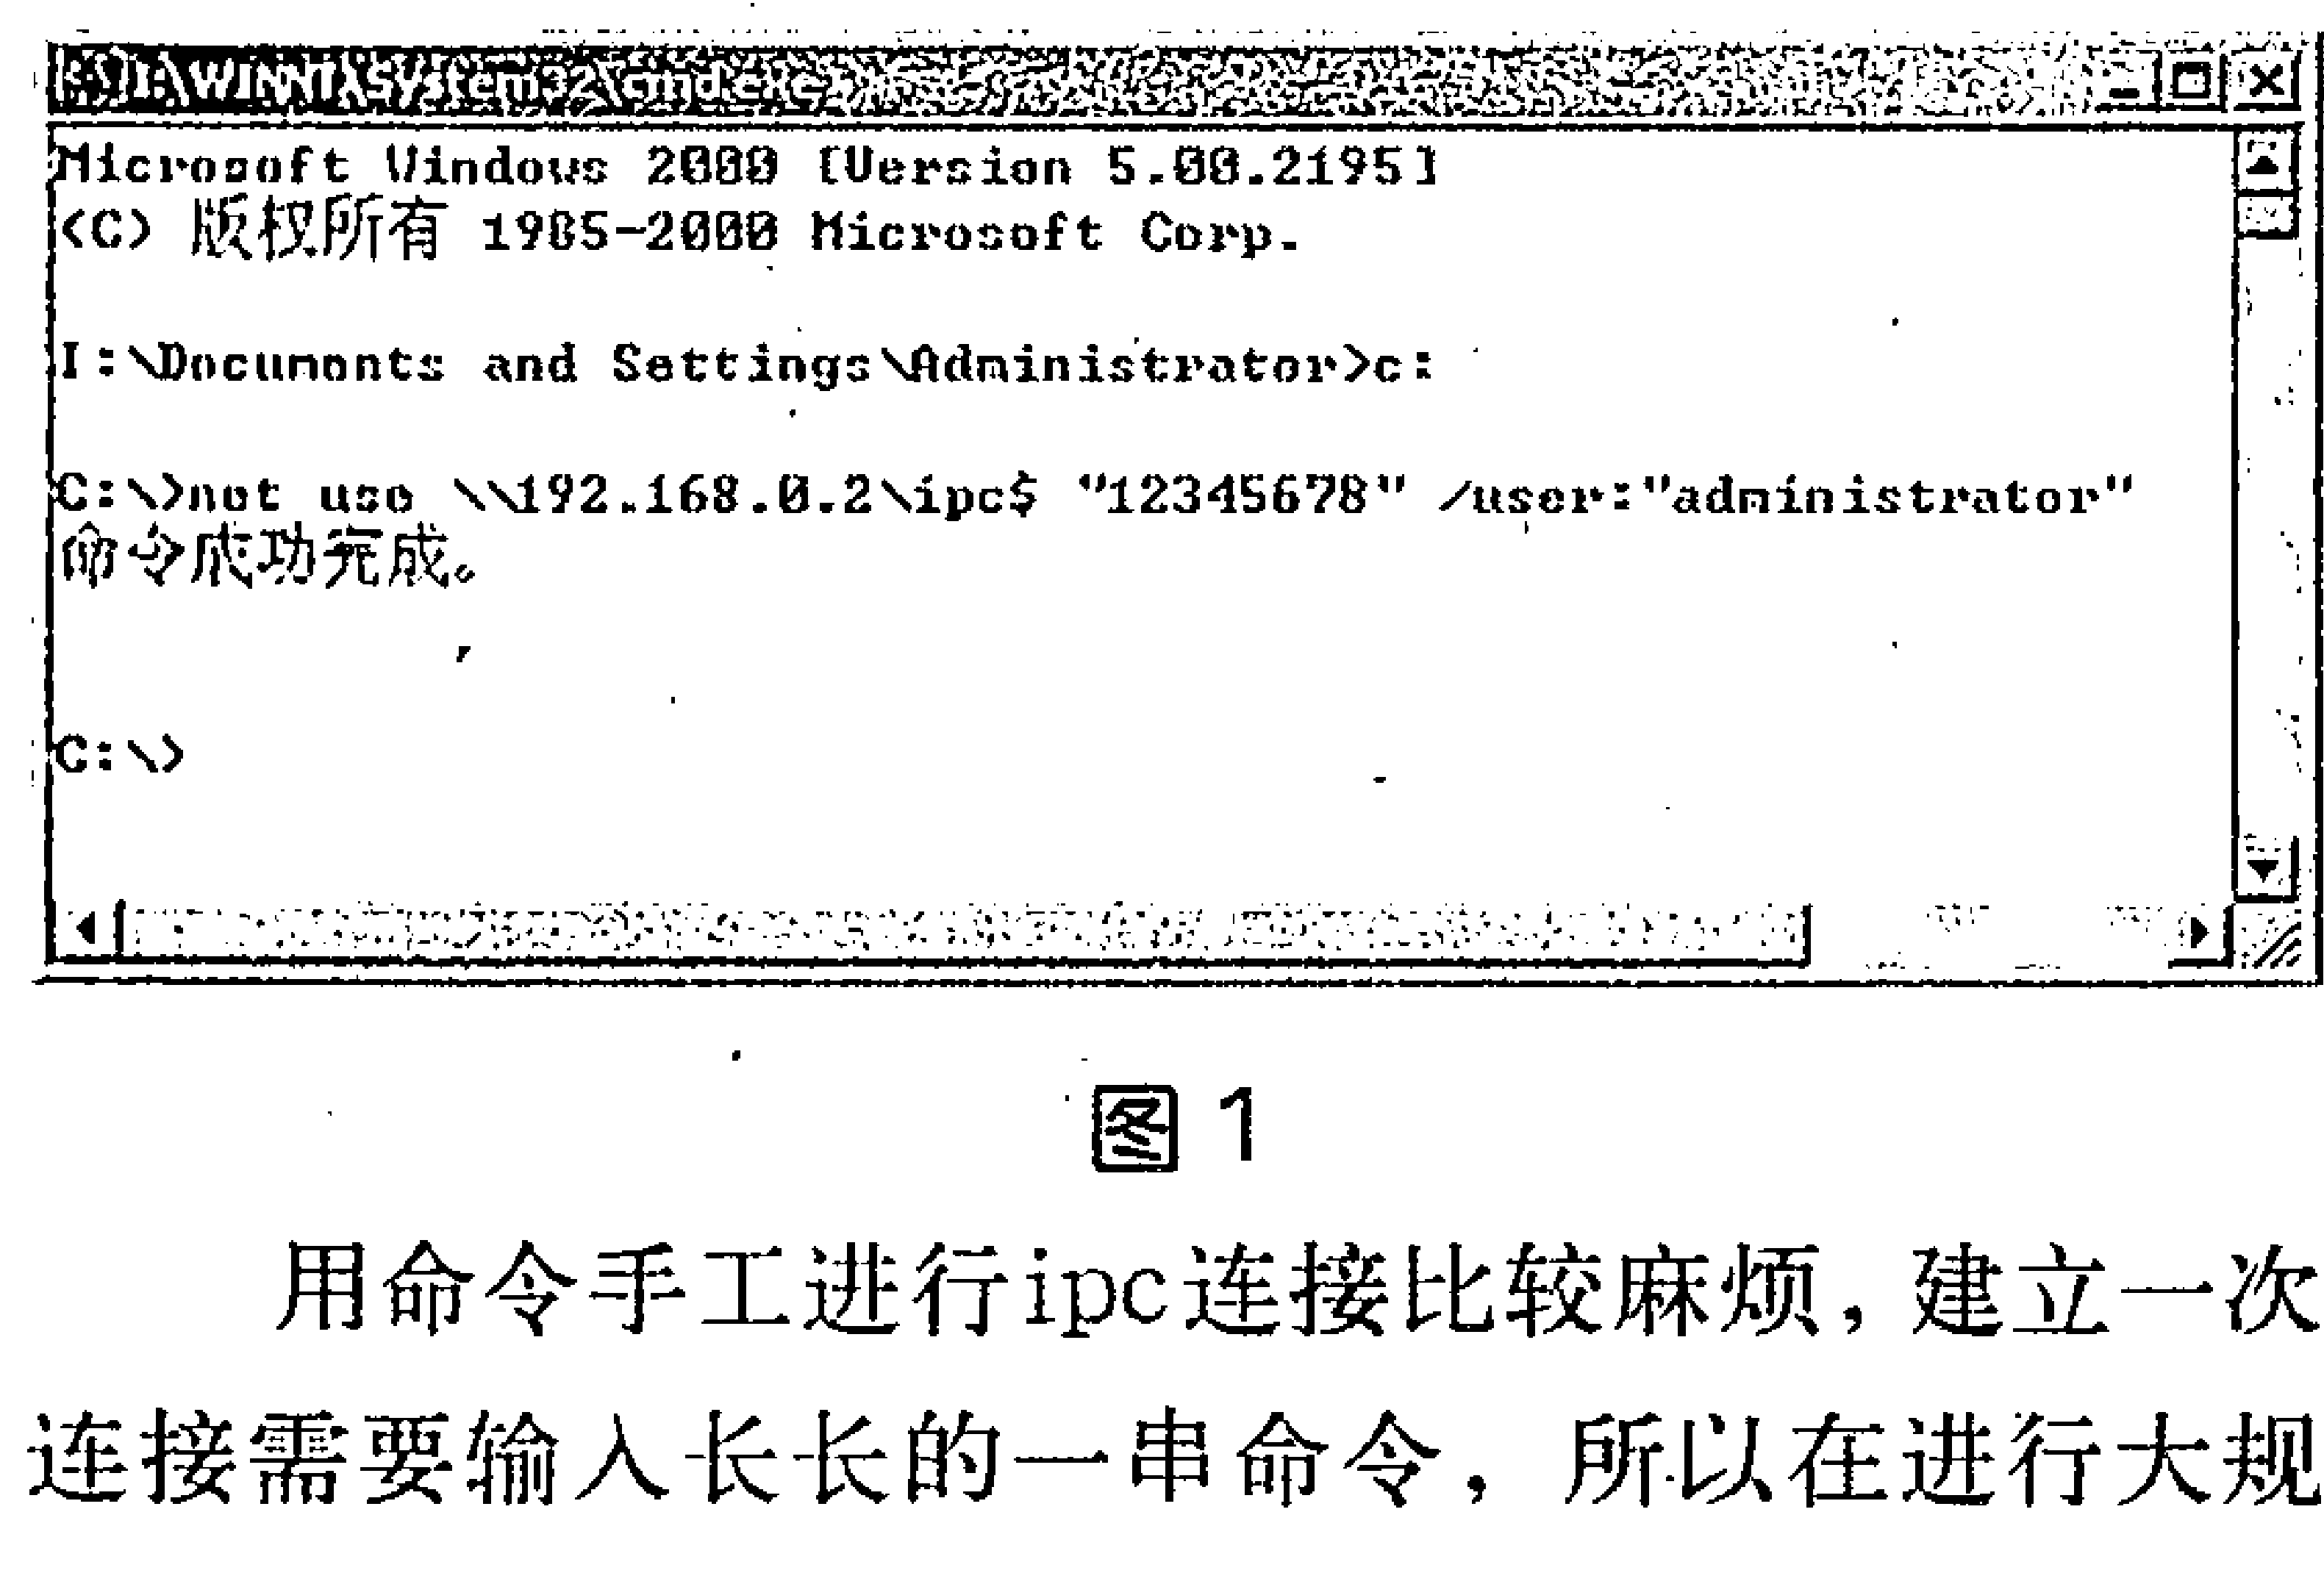 I:\WINNT\System32\cmd.exe
Microsoft Windows 2000 [Version 5.00.2195]
<C> 版权所有 1985-2000 Microsoft Corp.
I:\Documents and Settings\Administrator>c:
C:\>net use \\192.168.0.2\ipc$ "12345678" /user:"administrator"
命令成功完成。
C:\>
图 1
用命令手工进行ipc连接比较麻烦，建立一次
连接需要输入长长的一串命令，所以在进行大规